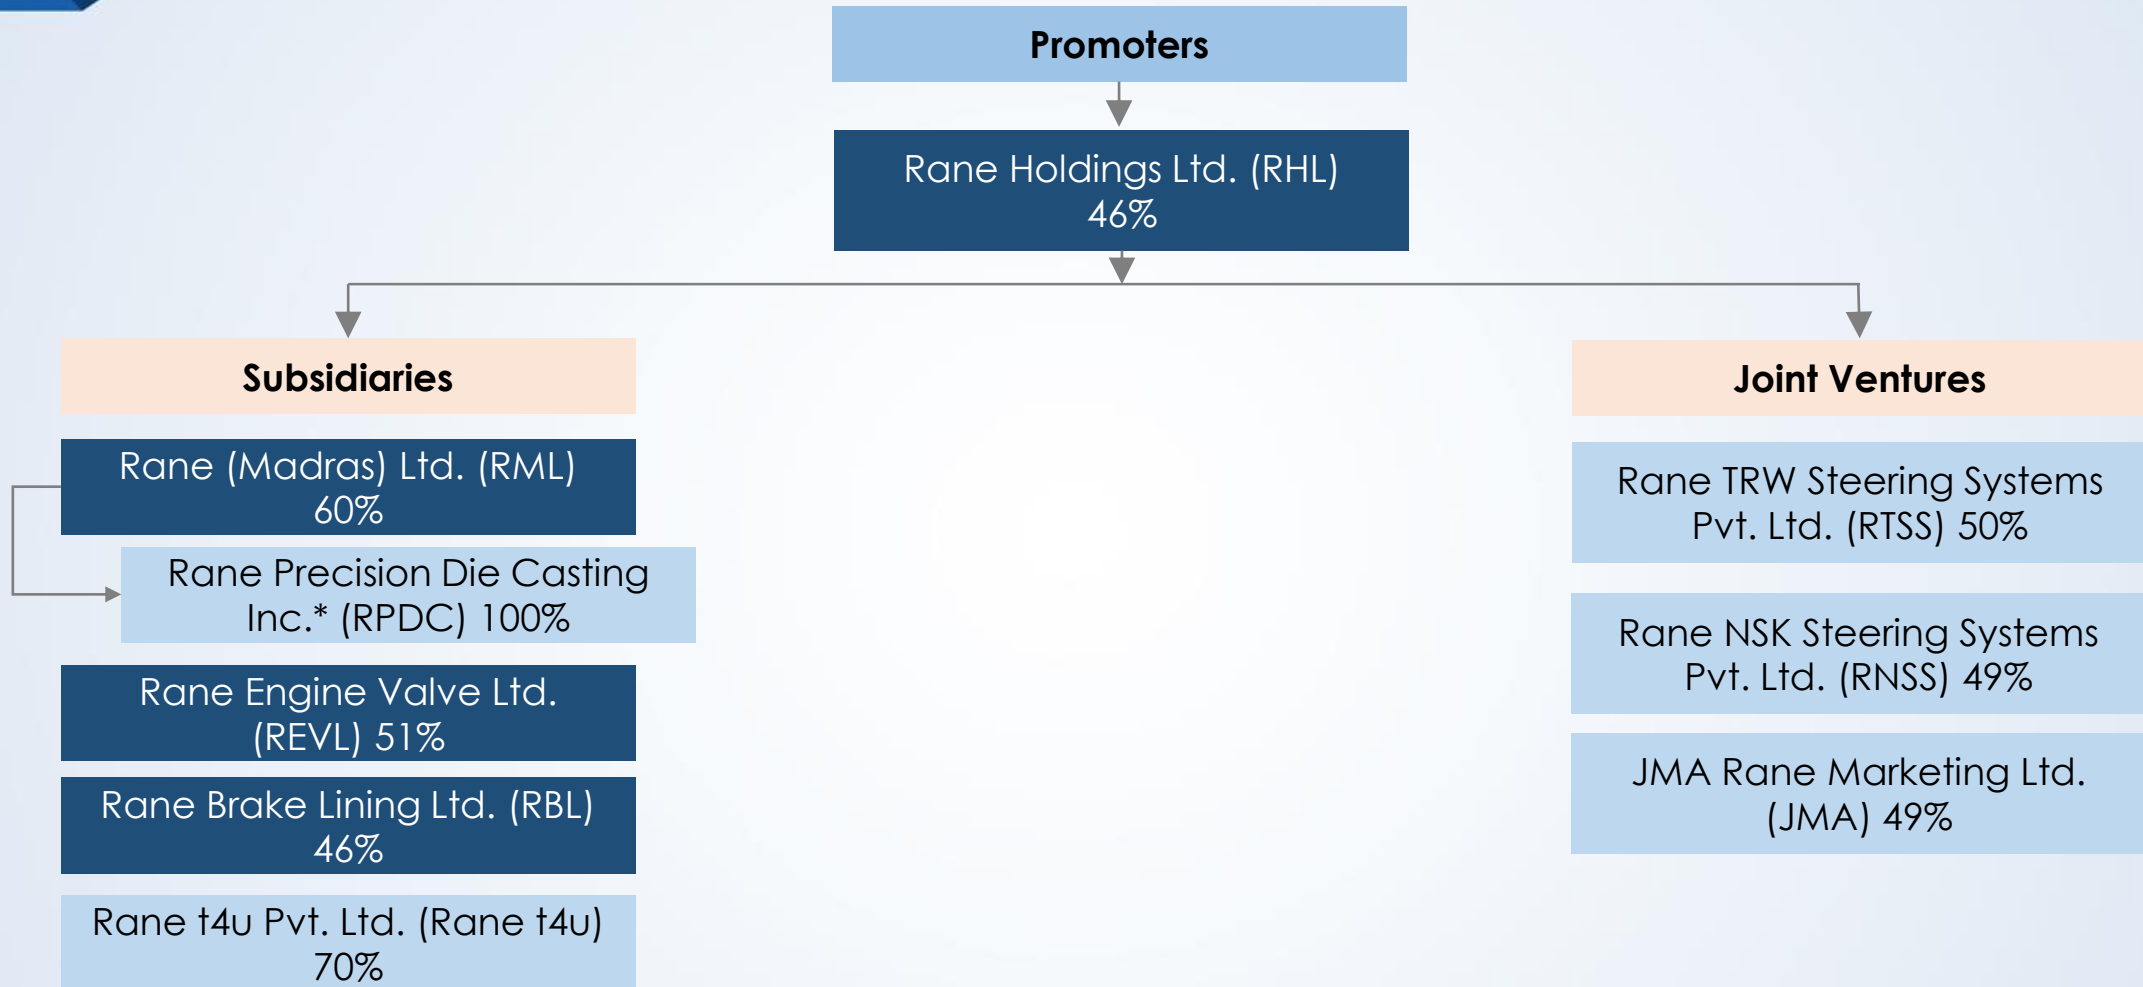 Promoters
Rane Holdings Ltd. (RHL)
46%
Subsidiaries
Rane (Madras) Ltd. (RML)
60%
Rane Precision Die Casting
Inc.* (RPDC) 100%
Rane Engine Valve Ltd.
(REVL) 51%
Rane Brake Lining Ltd. (RBL)
46%
Rane t4u Pvt. Ltd. (Rane t4u)
70%
Joint Ventures
Rane TRW Steering Systems
Pvt. Ltd. (RTSS) 50%
Rane NSK Steering Systems
Pvt. Ltd. (RNSS) 49%
JMA Rane Marketing Ltd.
(JMA) 49%